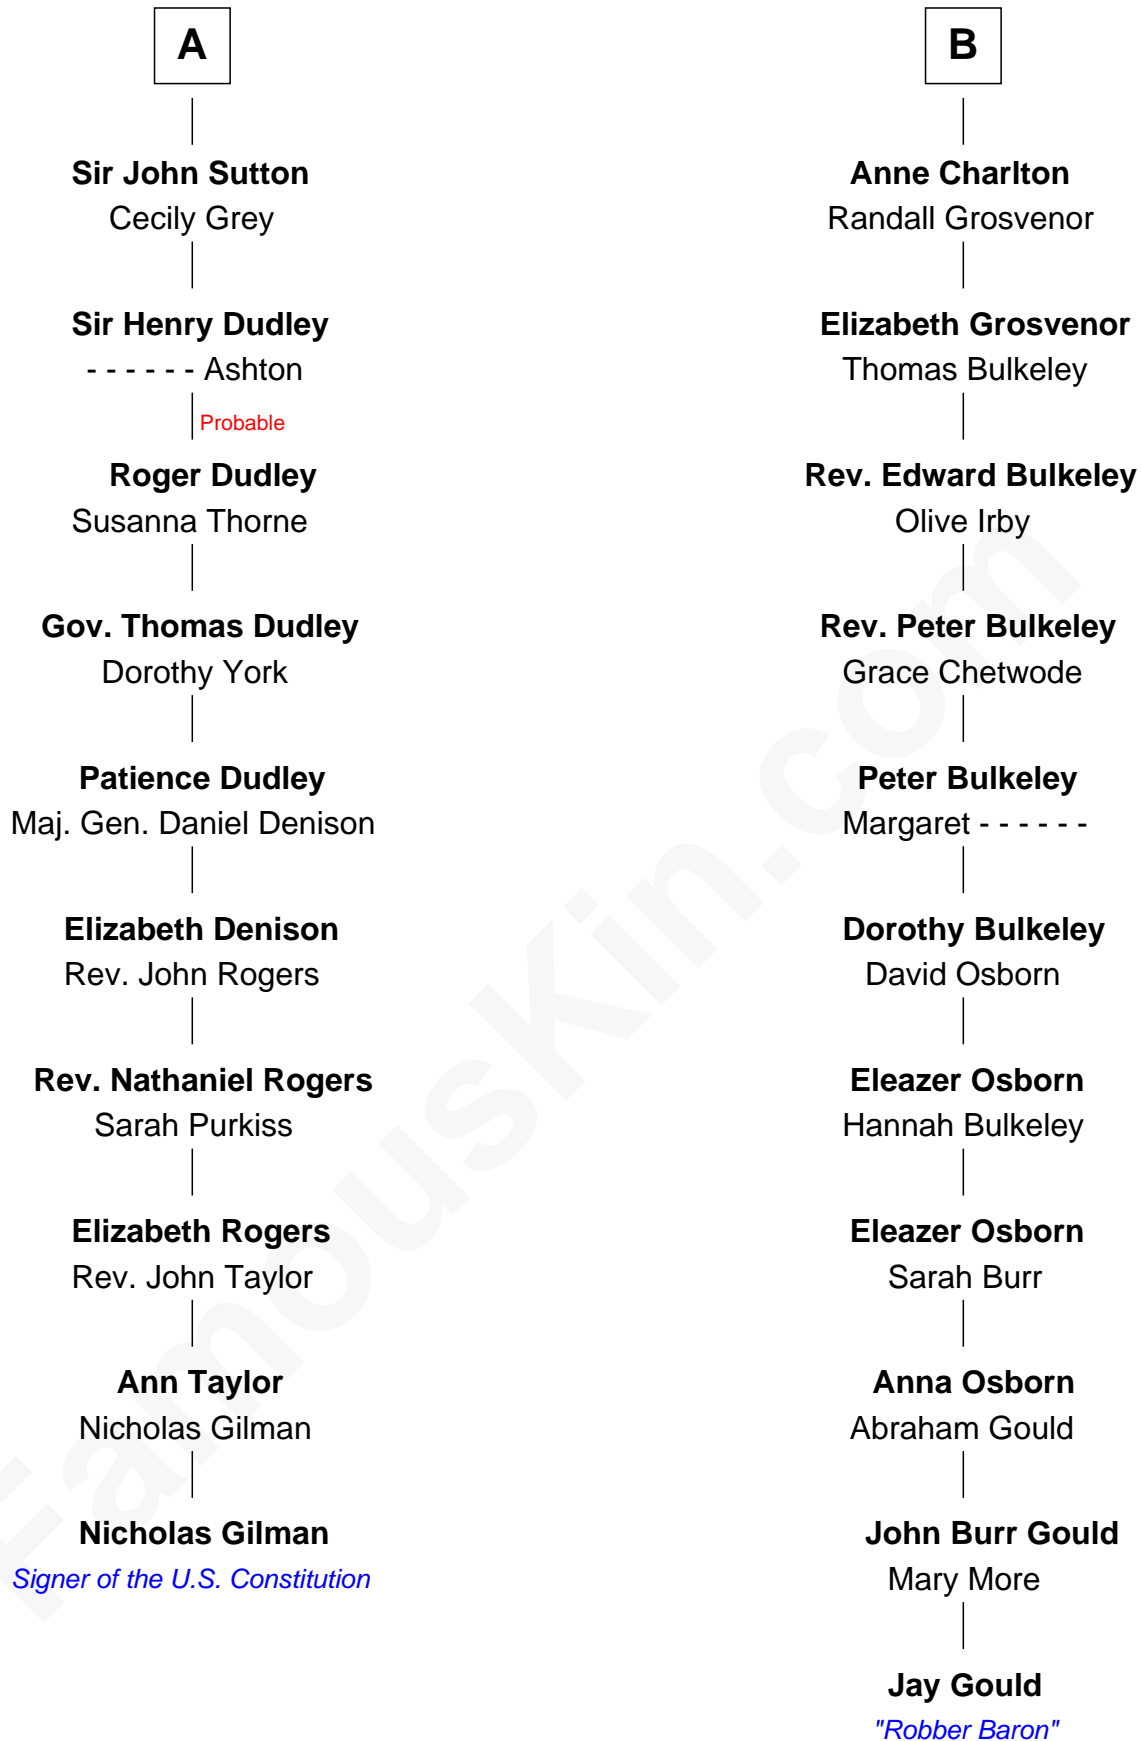 A
Sir John Sutton
Cecily Grey
Sir Henry Dudley
- - - - - - Ashton
Probable
Roger Dudley
Susanna Thorne
Gov. Thomas Dudley
Dorothy York
Patience Dudley
Maj. Gen. Daniel Denison
Elizabeth Denison
Rev. John Rogers
Rev. Nathaniel Rogers
Sarah Purkiss
Elizabeth Rogers
Rev. John Taylor
Ann Taylor
Nicholas Gilman
Nicholas Gilman
Signer of the U.S. Constitution
B
Anne Charlton
Randall Grosvenor
Elizabeth Grosvenor
Thomas Bulkeley
Rev. Edward Bulkeley
Olive Irby
Rev. Peter Bulkeley
Grace Chetwode
Peter Bulkeley
Margaret - - - - - -
Dorothy Bulkeley
David Osborn
Eleazer Osborn
Hannah Bulkeley
Eleazer Osborn
Sarah Burr
Anna Osborn
Abraham Gould
John Burr Gould
Mary More
Jay Gould
"Robber Baron"
FamousKin.com